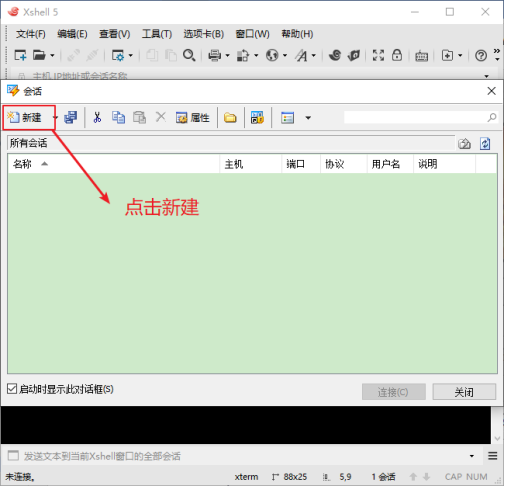 Xshell 5
文件(F) 编辑(E) 查看(V) 工具(T) 选项卡(B) 窗口(W) 帮助(H)
主机,IP地址或会话名称
会话
新建 属性
所有会话
名称 主机 端口 协议 用户名 说明
点击新建
启动时显示此对话框(S)
连接(C) 关闭
发送文本到当前Xshell窗口的全部会话
未连接。 xterm 88x25 5,9 1 会话 CAP NUM